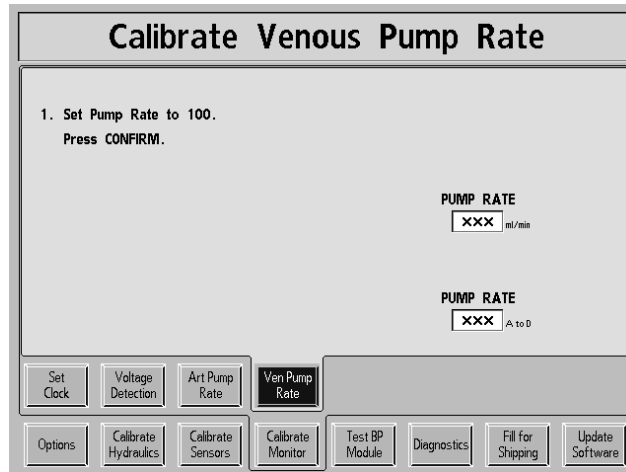 Calibrate Venous Pump Rate
1. Set Pump Rate to 100.
Press CONFIRM.
PUMP RATE
XXX ml/min
PUMP RATE
XXX A to D
Set
Clock
Voltage
Detection
Art Pump
Rate
Ven Pump
Rate
Options
Calibrate
Hydraulics
Calibrate
Sensors
Calibrate
Monitor
Test BP
Module
Diagnostics
Fill for
Shipping
Update
Software